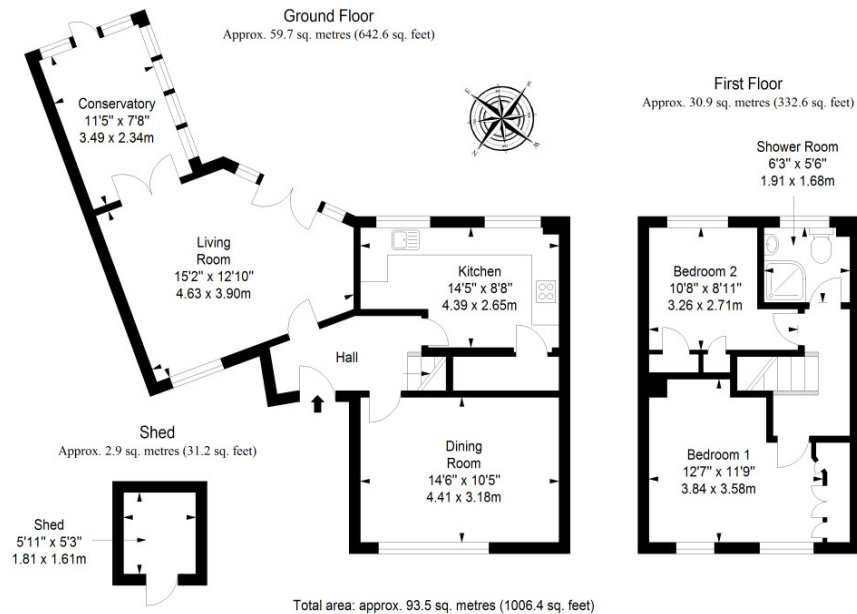 Ground Floor
Approx. 59.7 sq. metres (642.6 sq. feet)
Conservatory
11'5" x 7'8"
3.49 x 2.34m
Living
Room
15'2" x 12'10"
4.63 x 3.90m
Kitchen
14'5" x 8'8"
4.39 x 2.65m
Hall
Dining
Room
14'6" x 10'5"
4.41 x 3.18m
E
S
N
W
First Floor
Approx. 30.9 sq. metres (332.6 sq. feet)
Shower Room
6'3" x 5'6"
1.91 x 1.68m
Bedroom 2
10'8" x 8'11"
3.26 x 2.71m
Bedroom 1
12'7" x 11'9"
3.84 x 3.58m
Shed
Approx. 2.9 sq. metres (31.2 sq. feet)
Shed
5'11" x 5'3"
1.81 x 1.61m
Total area: approx. 93.5 sq. metres (1006.4 sq. feet)